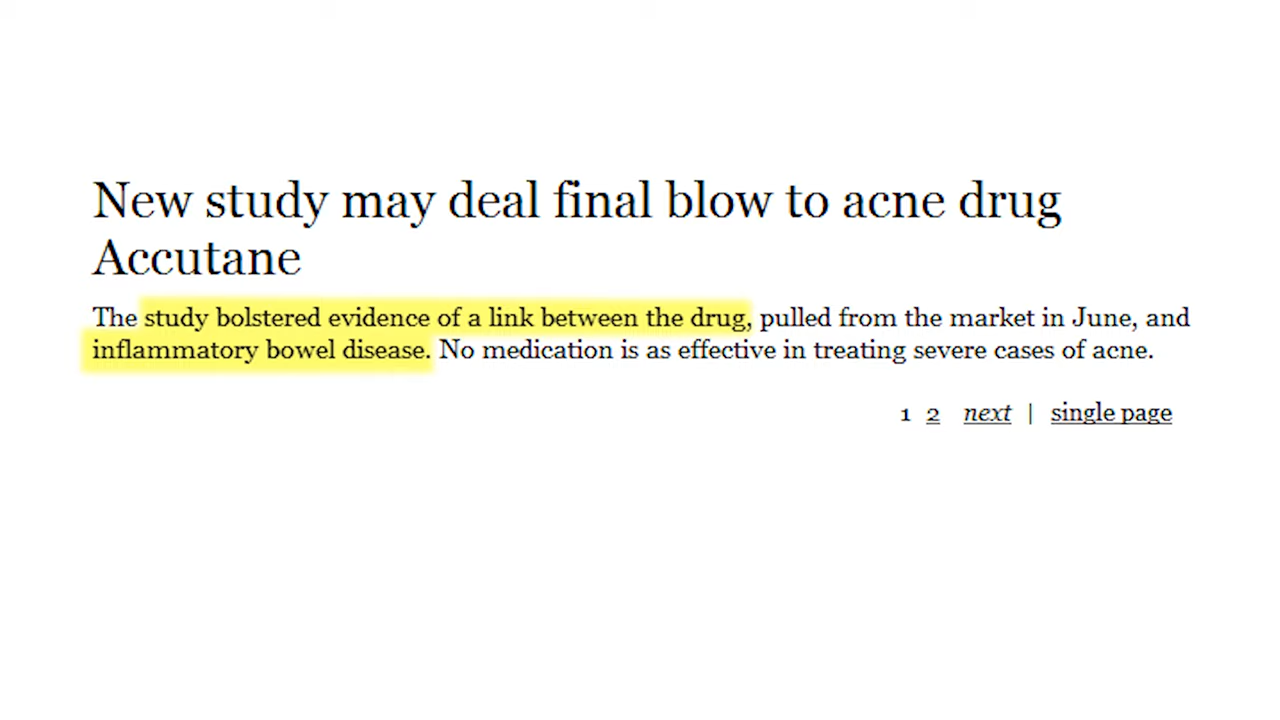 New study may deal final blow to acne drug
Accutane
The study bolstered evidence of a link between the drug, pulled from the market in June, and
inflammatory bowel disease. No medication is as effective in treating severe cases of acne.
1 2 next | single page